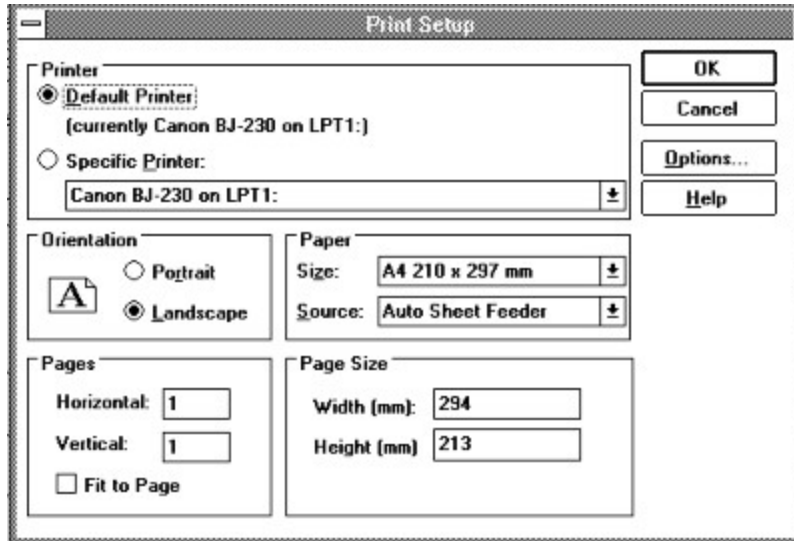 Print Setup
Printer
Default Printer
(currently Canon BJ-230 on LPT1:)
Specific Printer:
Canon BJ-230 on LPT1:
OK
Cancel
Options...
Help
Orientation
A
Portrait
Landscape
Paper
Size: A4 210 x 297 mm
Source: Auto Sheet Feeder
Pages
Horizontal: 1
Vertical: 1
Fit to Page
Page Size
Width (mm): 294
Height (mm) 213